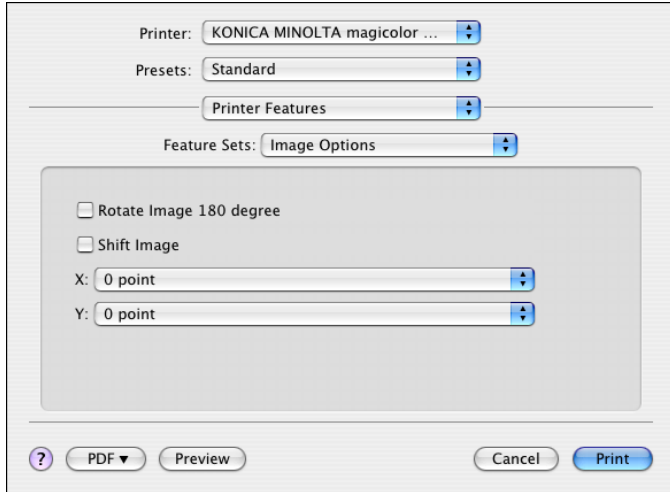 Printer: KONICA MINOLTA magicolor ...
Presets: Standard
Printer Features
Feature Sets: Image Options
Rotate Image 180 degree
Shift Image
X: 0 point
Y: 0 point
? PDF▼ Preview Cancel Print